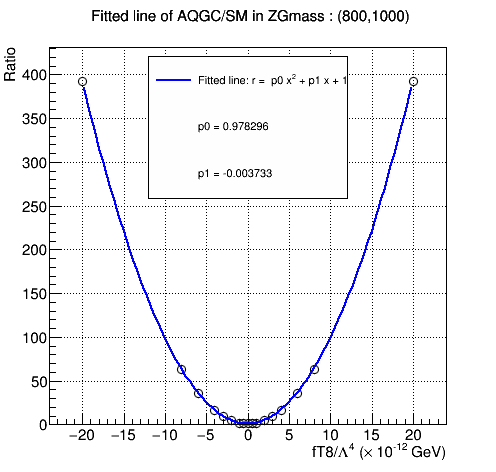 Fitted line of AQGC/SM in ZGmass : (800,1000)
Ratio
400
350
300
250
200
150
100
50
0
Fitted line: r = p0 x² + p1 x + 1
p0 = 0.978296
p1 = -0.003733
−20 −15 −10 −5 0 5 10 15 20
fT8/Λ⁴ (× 10⁻¹² GeV)